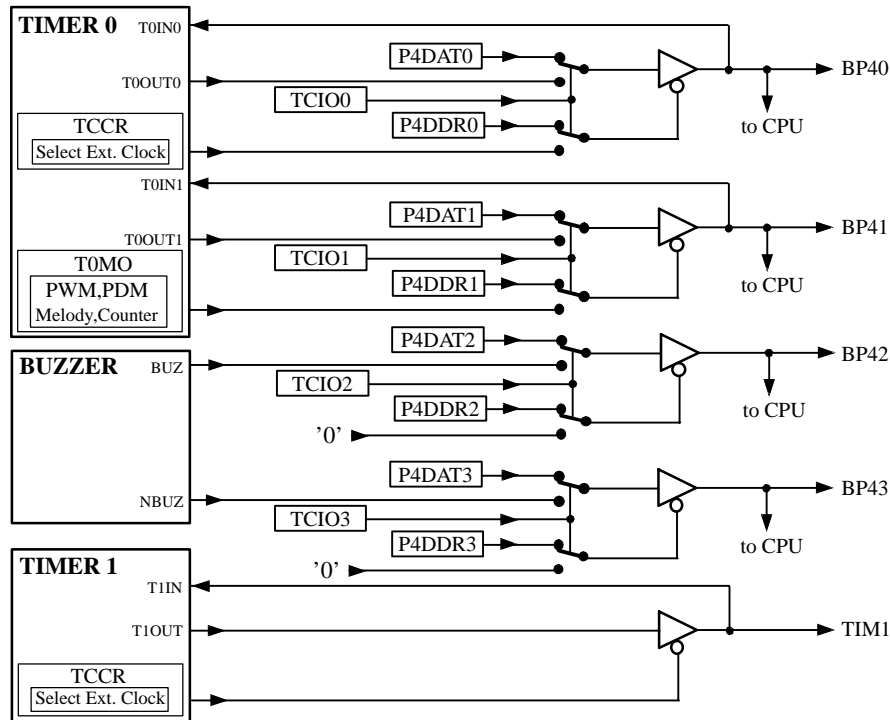 TIMER 0
T0IN0
P4DAT0
T0OUT0
BP40
TCIO0
TCCR
P4DDR0
to CPU
Select Ext. Clock
T0IN1
P4DAT1
T0OUT1
BP41
TCIO1
T0MO
PWM,PDM
P4DDR1
to CPU
Melody,Counter
P4DAT2
BUZZER
BUZ
BP42
TCIO2
P4DDR2
to CPU
'0'
P4DAT3
NBUZ
BP43
TCIO3
P4DDR3
to CPU
TIMER 1
'0'
T1IN
T1OUT
TIM1
TCCR
Select Ext. Clock